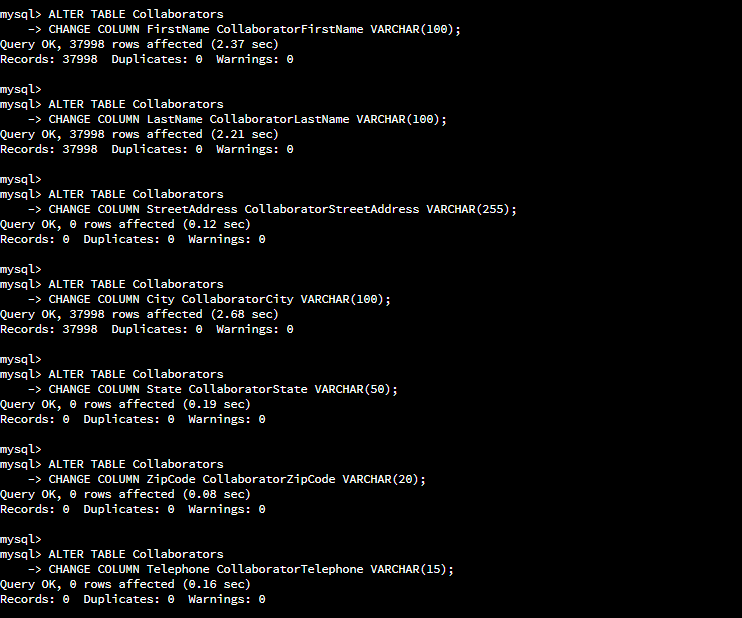 mysql> ALTER TABLE Collaborators
    -> CHANGE COLUMN FirstName CollaboratorFirstName VARCHAR(100);
Query OK, 37998 rows affected (2.37 sec)
Records: 37998  Duplicates: 0  Warnings: 0

mysql>
mysql> ALTER TABLE Collaborators
    -> CHANGE COLUMN LastName CollaboratorLastName VARCHAR(100);
Query OK, 37998 rows affected (2.21 sec)
Records: 37998  Duplicates: 0  Warnings: 0

mysql>
mysql> ALTER TABLE Collaborators
    -> CHANGE COLUMN StreetAddress CollaboratorStreetAddress VARCHAR(255);
Query OK, 0 rows affected (0.12 sec)
Records: 0  Duplicates: 0  Warnings: 0

mysql>
mysql> ALTER TABLE Collaborators
    -> CHANGE COLUMN City CollaboratorCity VARCHAR(100);
Query OK, 37998 rows affected (2.68 sec)
Records: 37998  Duplicates: 0  Warnings: 0

mysql>
mysql> ALTER TABLE Collaborators
    -> CHANGE COLUMN State CollaboratorState VARCHAR(50);
Query OK, 0 rows affected (0.19 sec)
Records: 0  Duplicates: 0  Warnings: 0

mysql>
mysql> ALTER TABLE Collaborators
    -> CHANGE COLUMN ZipCode CollaboratorZipCode VARCHAR(20);
Query OK, 0 rows affected (0.08 sec)
Records: 0  Duplicates: 0  Warnings: 0

mysql>
mysql> ALTER TABLE Collaborators
    -> CHANGE COLUMN Telephone CollaboratorTelephone VARCHAR(15);
Query OK, 0 rows affected (0.16 sec)
Records: 0  Duplicates: 0  Warnings: 0